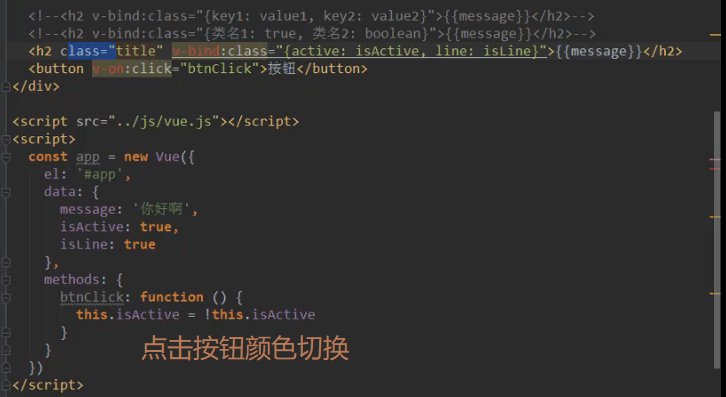 <!--<h2 v-bind:class="{key1: value1, key2: value2}">{{message}}</h2>-->
<!--<h2 v-bind:class="{类名1: true, 类名2: boolean}">{{message}}</h2>-->
<h2 class="title" v-bind:class="{active: isActive, line: isLine}">{{message}}</h2>
<button v-on:click="btnClick">按钮</button>
</div>
<script src="../js/vue.js"></script>
<script>
const app = new Vue({
el: '#app',
data: {
message: '你好啊',
isActive: true,
isLine: true
},
methods: {
btnClick: function () {
this.isActive = !this.isActive
}
点击按钮颜色切换
}
})
</script>